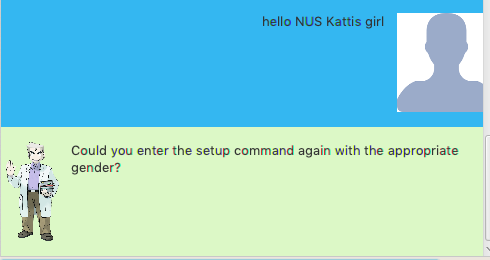 hello NUS Kattis girl
Could you enter the setup command again with the appropriate
gender?